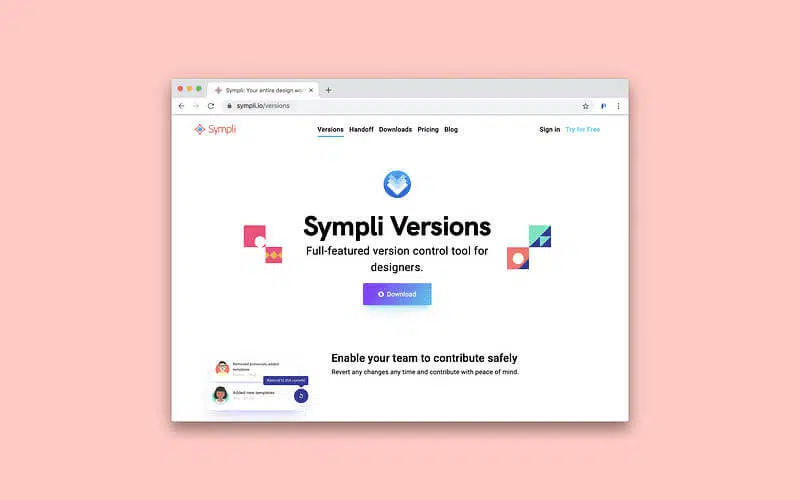 Sympli: Your entire design wor
sympli.io/versions
Sympli
Versions Handoff Downloads Pricing Blog
Sign in Try for Free
Sympli Versions
Full-featured version control tool for
designers.
Download
Enable your team to contribute safely
Revert any changes any time and contribute with peace of mind.
Removed previously added
templates
Added new templates